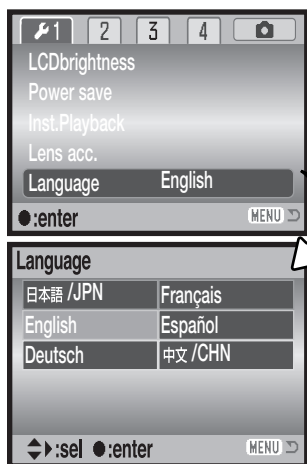 1 2 3 4
LCDbrightness
Power save
Inst.Playback
Lens acc.
Language English
:enter MENU
Language
日本語 /JPN Français
English Español
Deutsch 中文 /CHN
:sel :enter MENU